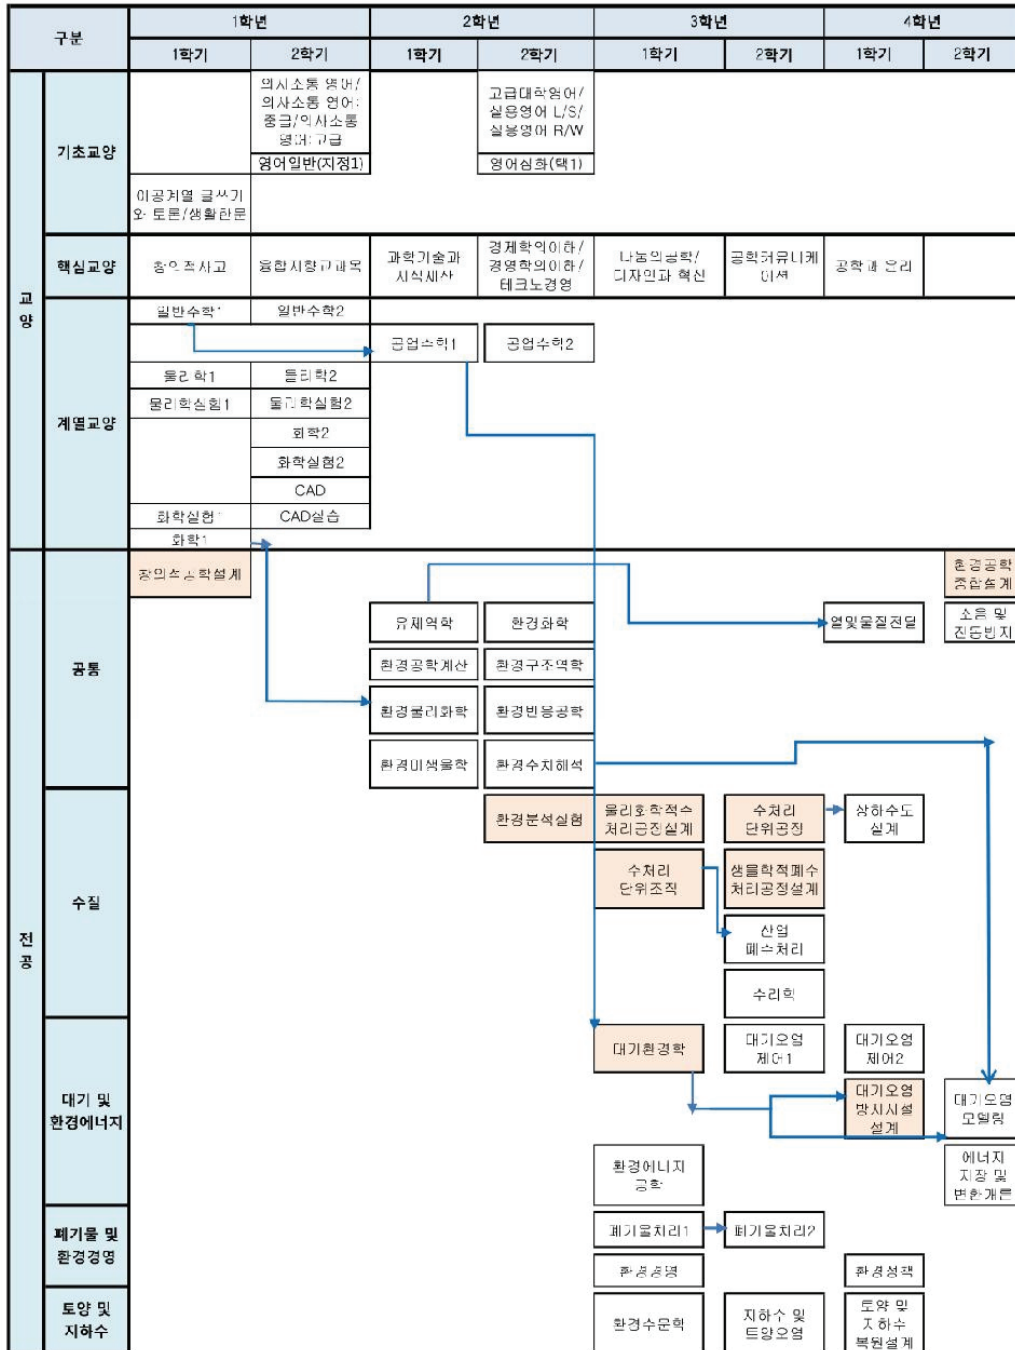 구분
1학년
2학년
3학년
4학년
1학기
2학기
1학기
2학기
1학기
2학기
1학기
2학기
교양
기초교양
의사소통 영어/
의사소통 영어:
중급/의사소통
영어:고급
고급대학영어/
실용영어 L/S/
실용영어 R/W
영어일반(지정1)
영어심화(택1)
이공계열 글쓰기
와 토론/생활한문
핵심교양
창의적사고
융합지향교과목
과학기술과
지식재산
경제학의이해/
경영학의이해/
테크노경영
나눔의공학/
디자인과 혁신
공학커뮤니케
이션
공학과 윤리
계열교양
일반수학1
일반수학2
공업수학1
공업수학2
물리학1
물리학2
물리학실험1
물리학실험2
화학2
화학실험2
CAD
화학실험1
CAD실습
화학1
전공
공통
창의적공학설계
환경공학
종합설계
유체역학
환경화학
열및물질전달
소음 및
진동방지
환경공학계산
환경구조역학
환경물리화학
환경반응공학
환경미생물학
환경수치해석
수질
환경분석실험
물리화학적수
처리공정설계
수처리
단위공정
상하수도
설계
수처리
단위조작
생물학적폐수
처리공정설계
산업
폐수처리
수리학
대기 및
환경에너지
대기환경학
대기오염
제어1
대기오염
제어2
대기오염
방지시설
설계
대기오염
모델링
환경에너지
공학
에너지
저장 및
변환개론
폐기물 및
환경경영
폐기물처리1
폐기물처리2
환경경영
환경정책
토양 및
지하수
환경수문학
지하수 및
토양오염
토양 및
지하수
복원설계